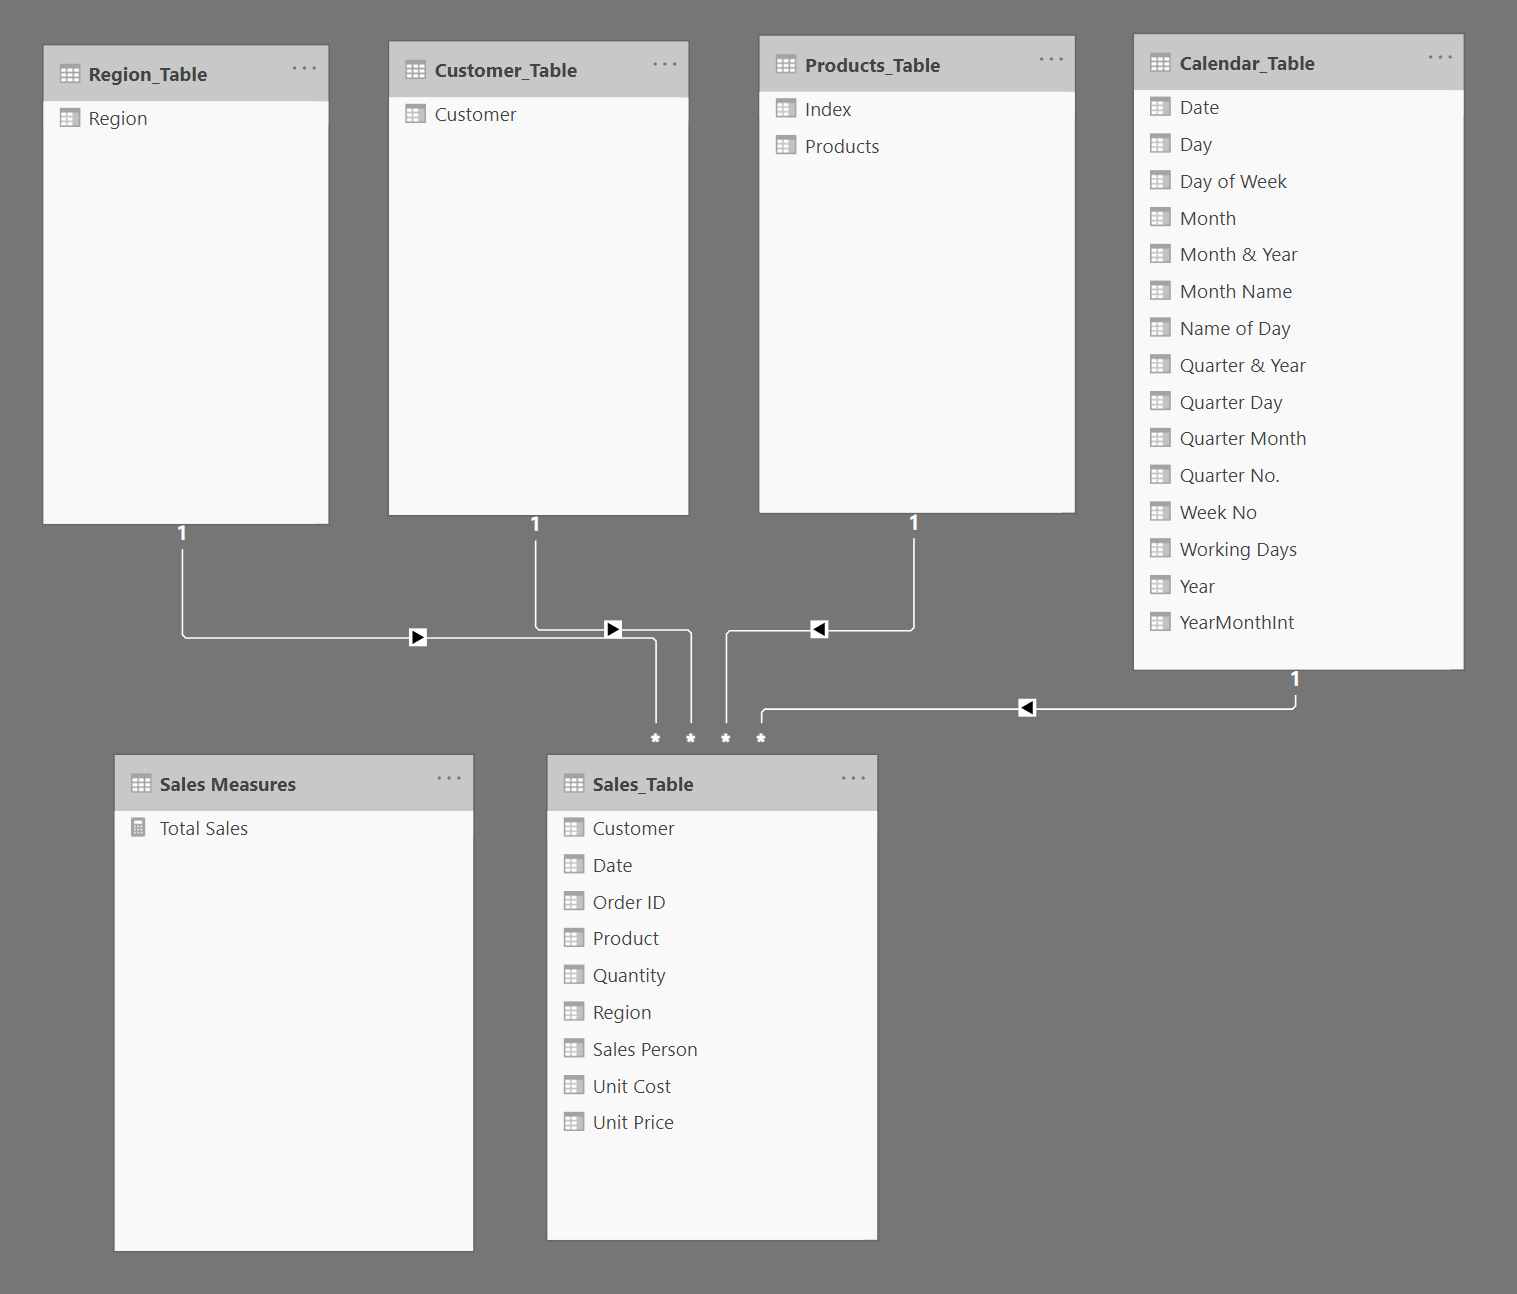 Region_Table
Region
1
Customer_Table
Customer
1
Products_Table
Index
Products
1
Calendar_Table
Date
Day
Day of Week
Month
Month & Year
Month Name
Name of Day
Quarter & Year
Quarter Day
Quarter Month
Quarter No.
Week No
Working Days
Year
YearMonthInt
1
* * * *
Sales Measures
Total Sales
Sales_Table
Customer
Date
Order ID
Product
Quantity
Region
Sales Person
Unit Cost
Unit Price